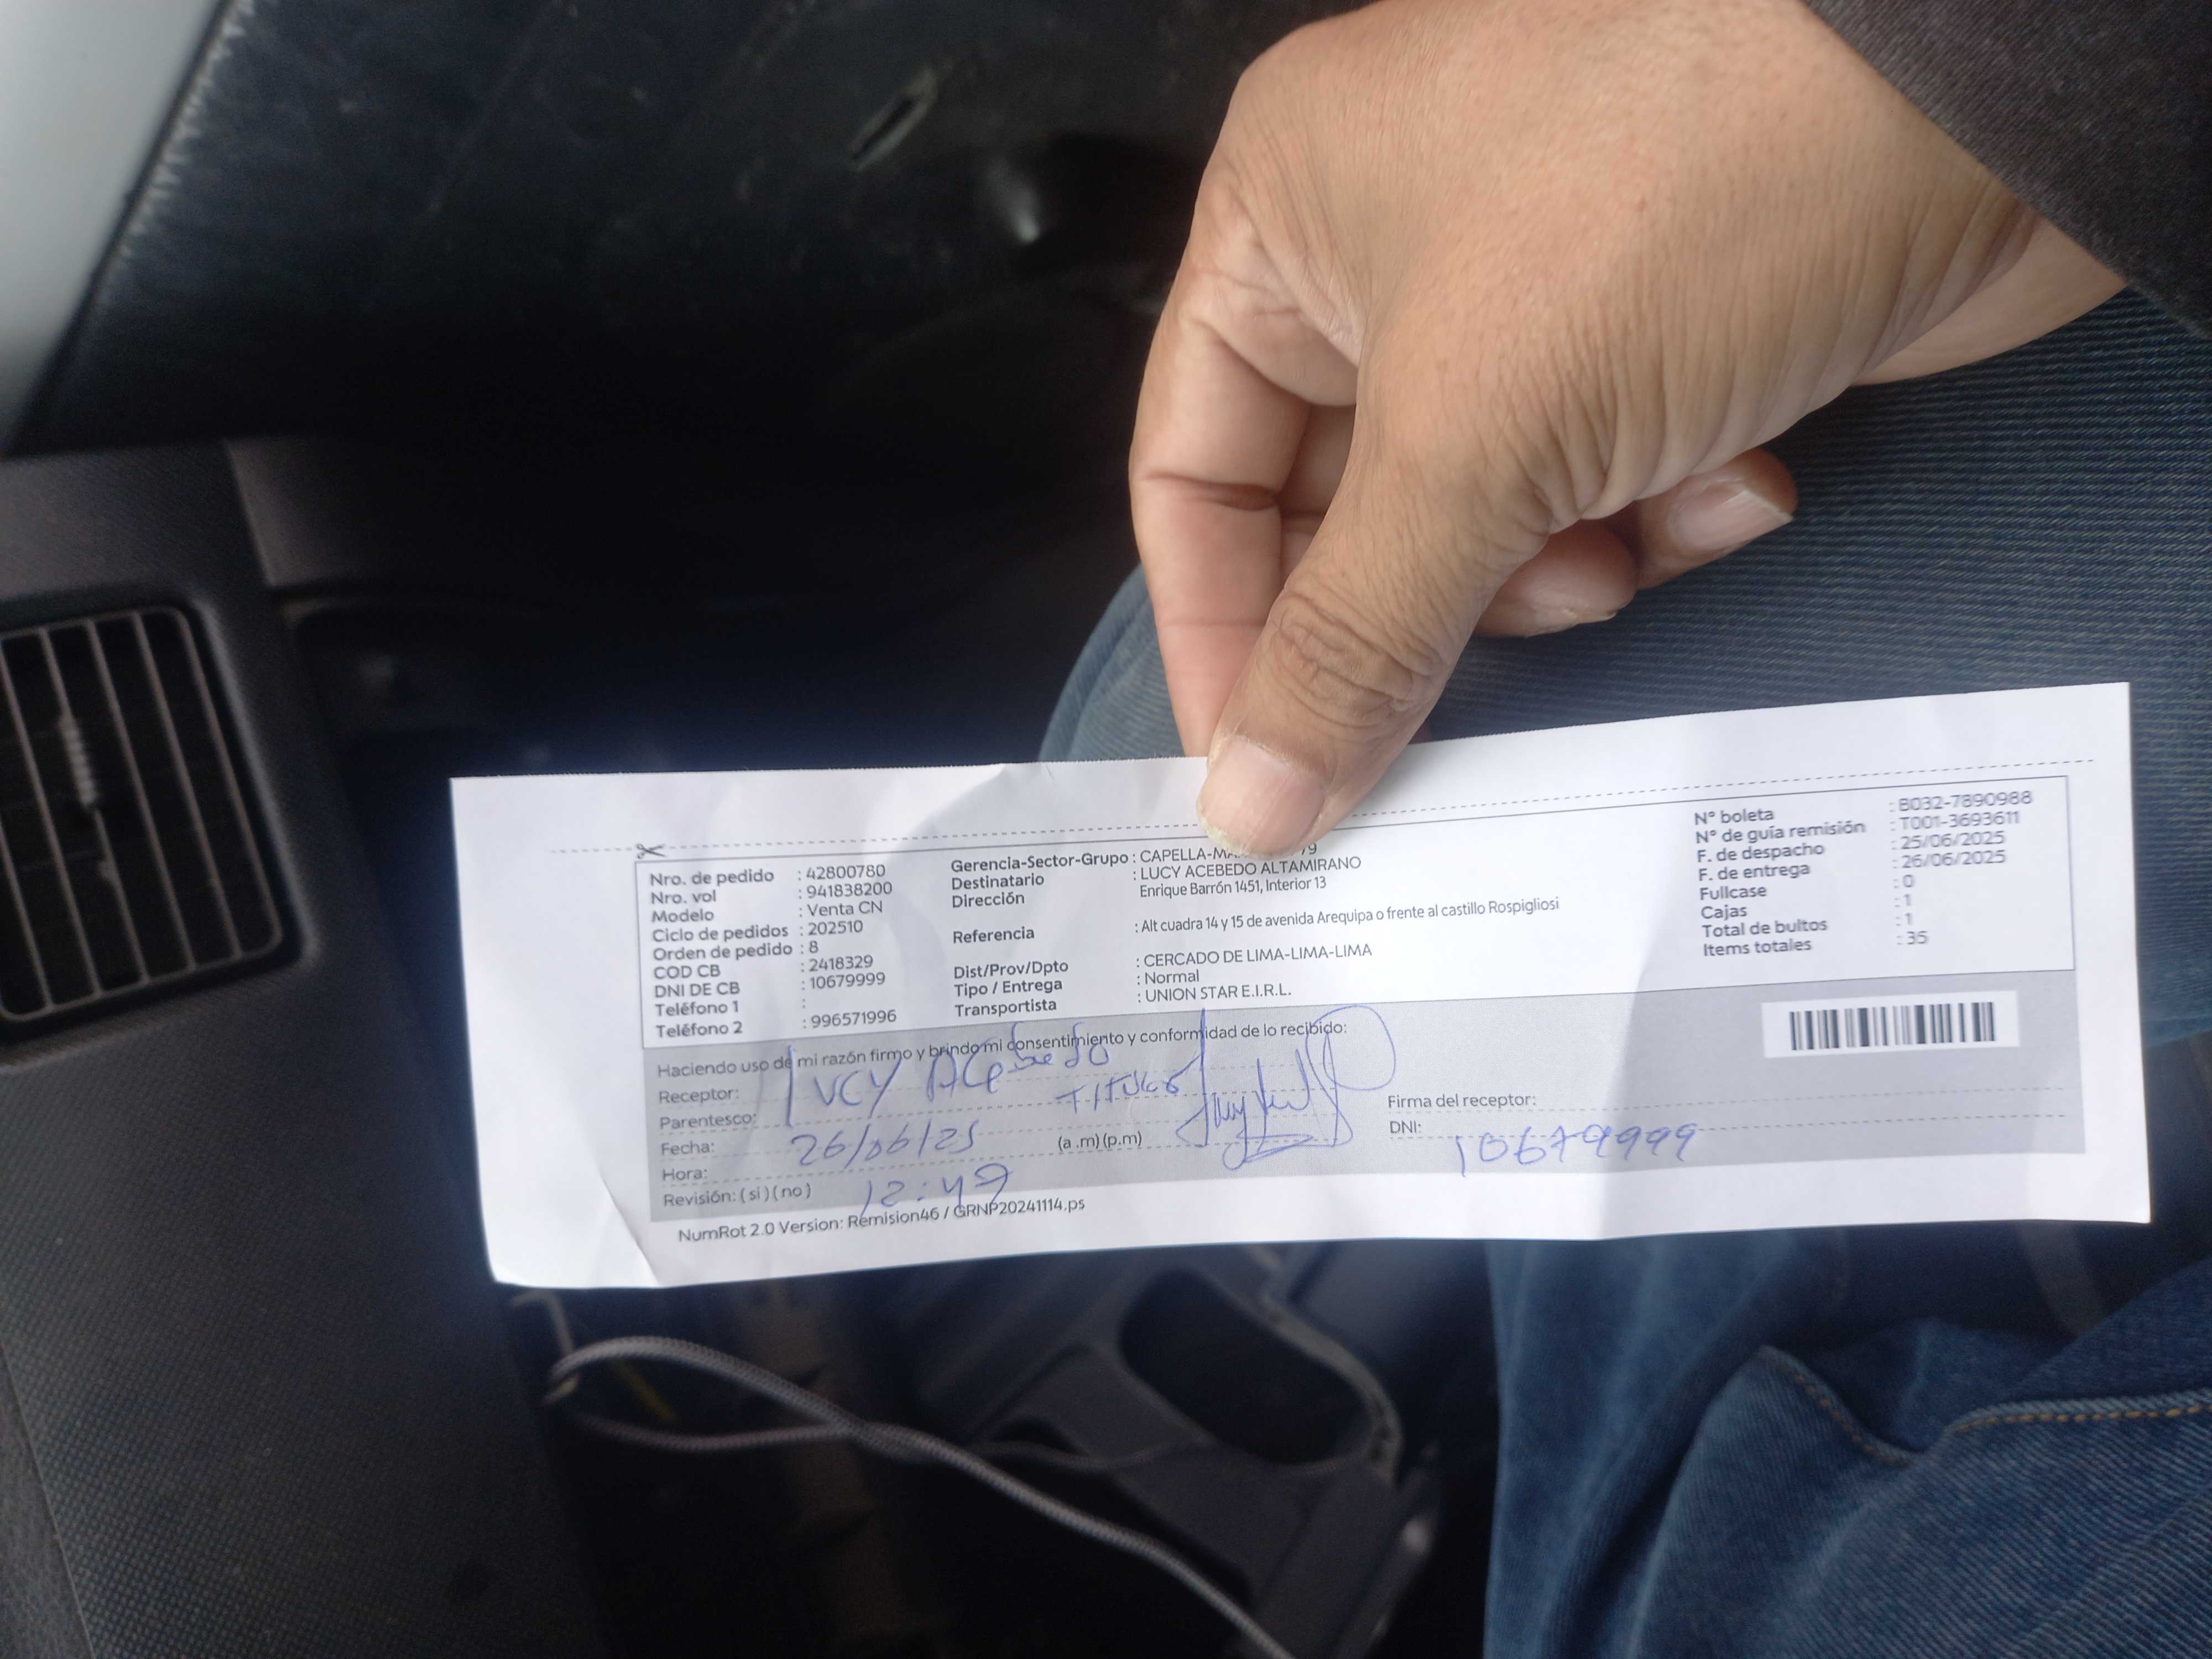 Nro. de pedido : 42800780
Nro. vol : 941838200
Modelo : Venta CN
Ciclo de pedidos : 202510
Orden de pedido : 8
COD CB : 2418329
DNI DE CB : 10679999
Teléfono 1 :
Teléfono 2 : 996571996
Gerencia-Sector-Grupo : CAPELLA-
Destinatario : LUCY ACEBEDO ALTAMIRANO
Dirección Enrique Barrón 1451, Interior 13
Referencia : Alt cuadra 14 y 15 de avenida Arequipa o frente al castillo Rospigliosi
Dist/Prov/Dpto : CERCADO DE LIMA-LIMA-LIMA
Tipo / Entrega : Normal
Transportista : UNION STAR E.I.R.L.
N° boleta : B032-7890988
N° de guía remisión : T001-3693611
F. de despacho : 25/06/2025
F. de entrega : 26/06/2025
Fullcase : 0
Cajas : 1
Total de bultos : 1
Items totales : 35
Haciendo uso de mi razón firmo y brindo mi consentimiento y conformidad de lo recibido:
Receptor: LUCY ACebedo
Parentesco: TITULAR
Fecha: 26/06/25 (a .m) (p.m)
Hora: 12:49
Revisión: ( si ) ( no )
Firma del receptor:
DNI: 10679999
NumRot 2.0 Version: Remision46 / GRNP20241114.ps